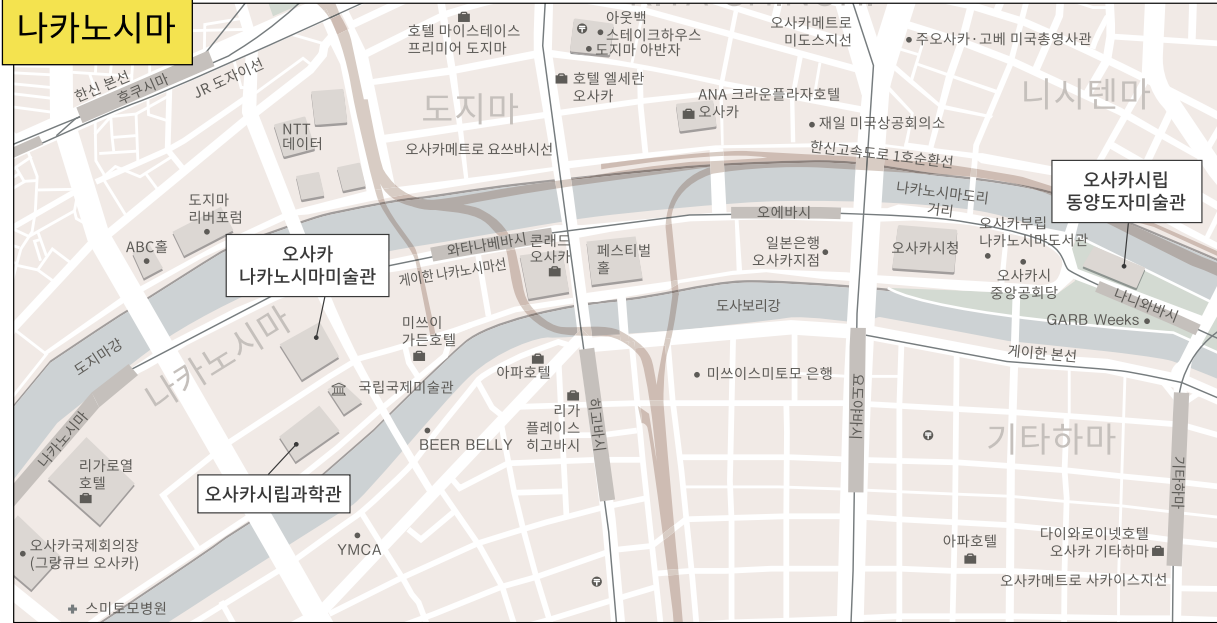 나카노시마
호텔 마이스테이스
프리미어 도지마
아웃백
스테이크하우스
도지마 아반자
오사카메트로
미도스지선
주오사카·고베 미국총영사관
한신 본선
후쿠시마
JR 도자이선
호텔 엘세란
오사카
도지마
ANA 크라운플라자호텔
오사카
니시텐마
NTT
데이터
재일 미국상공회의소
오사카메트로 요쓰바시선
한신고속도로 1호순환선
오사카시립
동양도자미술관
도지마
리버포럼
나카노시마도리
거리
오에바시
ABC홀
오사카
나카노시마미술관
와타나베바시
콘래드
오사카
페스티벌
홀
일본은행
오사카지점
오사카시청
오사카부립
나카노시마도서관
오사카시
중앙공회당
게이한 나카노시마선
나니와바시
도사보리강
GARB Weeks
미쓰이
가든호텔
도지마강
나카노시마
게이한 본선
아파호텔
미쓰이스미토모 은행
국립국제미술관
리가
플레이스
히고바시
히고바시
요도야바시
나카노시마
BEER BELLY
기타하마
리가로열
호텔
기타하마
오사카시립과학관
YMCA
오사카국제회의장
(그랑큐브 오사카)
아파호텔
다이와로이넷호텔
오사카 기타하마
오사카메트로 사카이스지선
스미토모병원